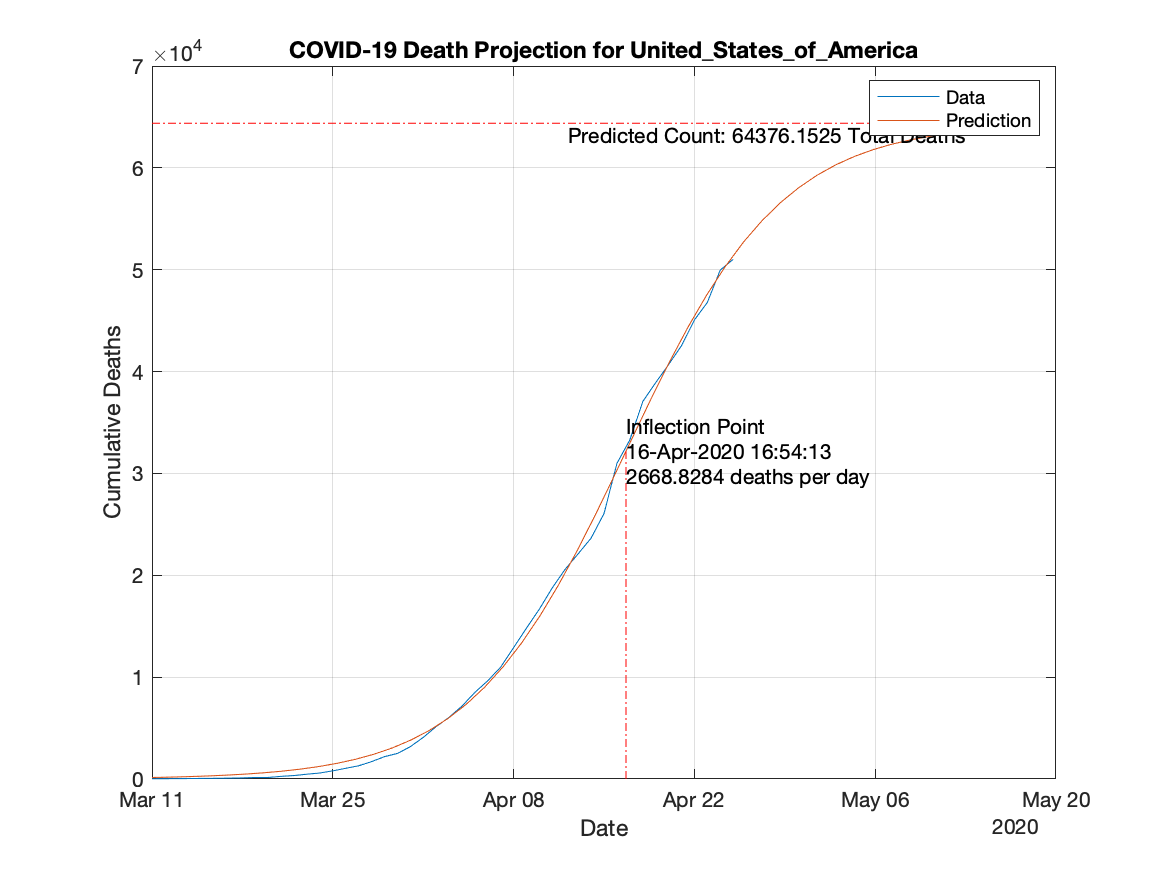 COVID-19 Death Projection for United_States_of_America
×10⁴
7
6
5
4
3
2
1
0
Cumulative Deaths
Data
Prediction
Predicted Count: 64376.1525 Total Deaths
Inflection Point
16-Apr-2020 16:54:13
2668.8284 deaths per day
Mar 11 Mar 25 Apr 08 Apr 22 May 06 May 20
Date
2020